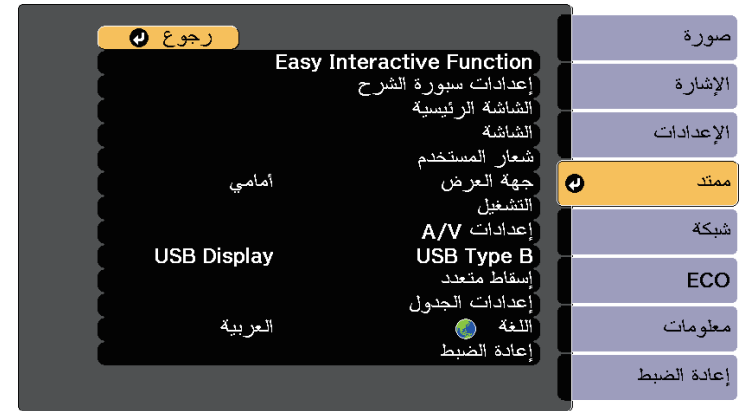 صورة
الإشارة
الإعدادات
ممتد
شبكة
ECO
معلومات
إعادة الضبط
رجوع
Easy Interactive Function
إعدادات سبورة الشرح
الشاشة الرئيسية
الشاشة
شعار المستخدم
جهة العرض أمامي
التشغيل
إعدادات A/V
USB Type B USB Display
إسقاط متعدد
إعدادات الجدول
اللغة العربية
إعادة الضبط